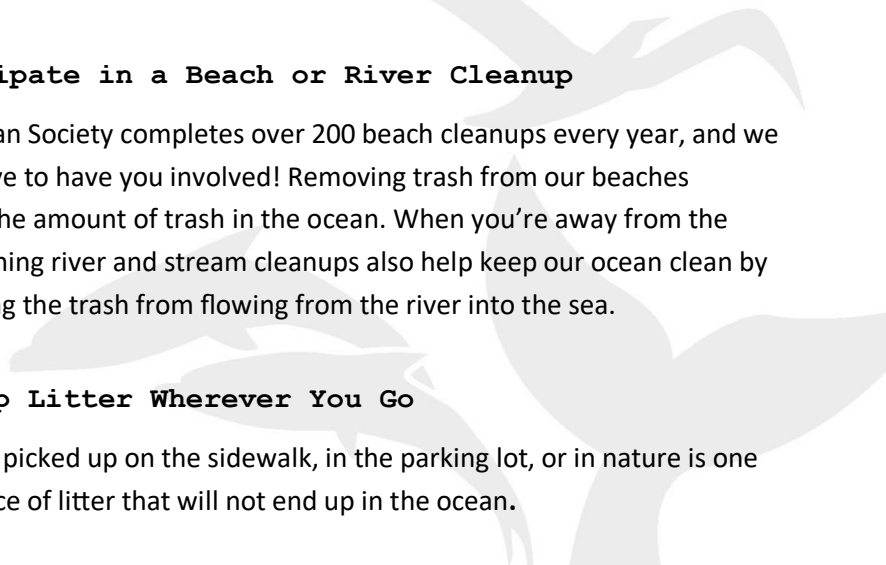 ipate in a Beach or River Cleanup
an Society completes over 200 beach cleanups every year, and we
ve to have you involved! Removing trash from our beaches
he amount of trash in the ocean. When you’re away from the
ning river and stream cleanups also help keep our ocean clean by
g the trash from flowing from the river into the sea.
p Litter Wherever You Go
picked up on the sidewalk, in the parking lot, or in nature is one
ce of litter that will not end up in the ocean.